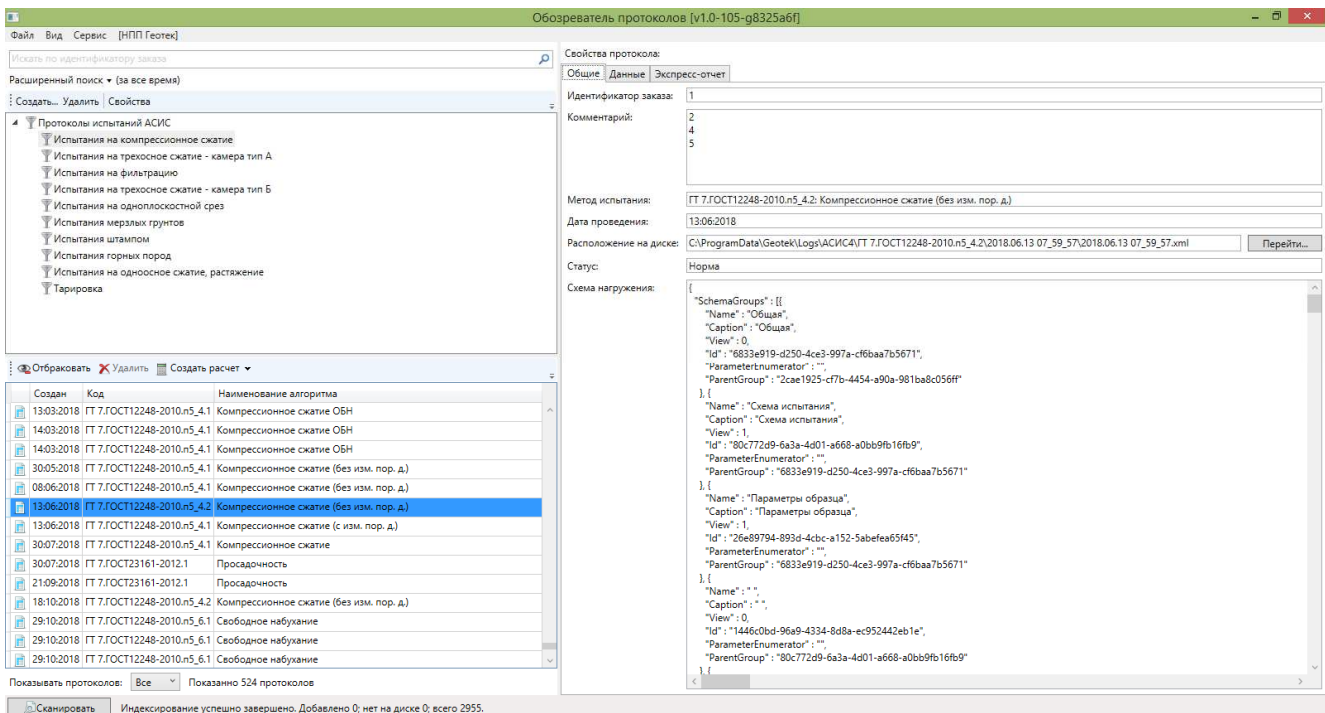 Обозреватель протоколов [v1.0-105-g8325a6f]
Файл Вид Сервис [НПП Геотек]
Искать по идентификатору заказа
Расширенный поиск (за все время)
Создать... Удалить Свойства
Протоколы испытаний АСИС
Испытания на компрессионное сжатие
Испытания на трехосное сжатие - камера тип А
Испытания на фильтрацию
Испытания на трехосное сжатие - камера тип Б
Испытания на одноплоскостной срез
Испытания мерзлых грунтов
Испытания штампом
Испытания горных пород
Испытания на одноосное сжатие, растяжение
Тарировка
Отбраковать Удалить Создать расчет
Создан Код Наименование алгоритма
13:03:2018 ГТ 7.ГОСТ12248-2010.п5_4.1 Компрессионное сжатие ОБН
14:03:2018 ГТ 7.ГОСТ12248-2010.п5_4.1 Компрессионное сжатие ОБН
14:03:2018 ГТ 7.ГОСТ12248-2010.п5_4.1 Компрессионное сжатие ОБН
30:05:2018 ГТ 7.ГОСТ12248-2010.п5_4.1 Компрессионное сжатие (без изм. пор. д.)
08:06:2018 ГТ 7.ГОСТ12248-2010.п5_4.1 Компрессионное сжатие (без изм. пор. д.)
13:06:2018 ГТ 7.ГОСТ12248-2010.п5_4.2 Компрессионное сжатие (без изм. пор. д.)
13:06:2018 ГТ 7.ГОСТ12248-2010.п5_4.1 Компрессионное сжатие (с изм. пор. д.)
30:07:2018 ГТ 7.ГОСТ12248-2010.п5_4.1 Компрессионное сжатие
30:07:2018 ГТ 7.ГОСТ23161-2012.1 Просадочность
21:09:2018 ГТ 7.ГОСТ23161-2012.1 Просадочность
18:10:2018 ГТ 7.ГОСТ12248-2010.п5_4.2 Компрессионное сжатие (без изм. пор. д.)
29:10:2018 ГТ 7.ГОСТ12248-2010.п5_6.1 Свободное набухание
29:10:2018 ГТ 7.ГОСТ12248-2010.п5_6.1 Свободное набухание
29:10:2018 ГТ 7.ГОСТ12248-2010.п5_6.1 Свободное набухание
Показывать протоколов: Все Показанно 524 протоколов
Сканировать Индексирование успешно завершено. Добавлено 0; нет на диске 0; всего 2955.
Свойства протокола:
Общие Данные Экспресс-отчет
Идентификатор заказа: 1
Комментарий: 2
4
5
Метод испытания: ГТ 7.ГОСТ12248-2010.п5_4.2: Компрессионное сжатие (без изм. пор. д.)
Дата проведения: 13:06:2018
Расположение на диске: C:\ProgramData\Geotek\Logs\АСИС4\ГТ 7.ГОСТ12248-2010.п5_4.2\2018.06.13 07_59_57\2018.06.13 07_59_57.xml Перейти...
Статус: Норма
Схема нагружения: {
"SchemaGroups" : [{
"Name" : "Общая",
"Caption" : "Общая",
"View" : 0,
"Id" : "6833e919-d250-4ce3-997a-cf6baa7b5671",
"ParameterEnumerator" : "",
"ParentGroup" : "2cae1925-cf7b-4454-a90a-981ba8c056ff"
}, {
"Name" : "Схема испытания",
"Caption" : "Схема испытания",
"View" : 1,
"Id" : "80c772d9-6a3a-4d01-a668-a0bb9fb16fb9",
"ParameterEnumerator" : "",
"ParentGroup" : "6833e919-d250-4ce3-997a-cf6baa7b5671"
}, {
"Name" : "Параметры образца",
"Caption" : "Параметры образца",
"View" : 1,
"Id" : "26e89794-893d-4cbc-a152-5abefea65f45",
"ParameterEnumerator" : "",
"ParentGroup" : "6833e919-d250-4ce3-997a-cf6baa7b5671"
}, {
"Name" : " ",
"Caption" : " ",
"View" : 0,
"Id" : "1446c0bd-96a9-4334-8d8a-ec952442eb1e",
"ParameterEnumerator" : "",
"ParentGroup" : "80c772d9-6a3a-4d01-a668-a0bb9fb16fb9"
}, {